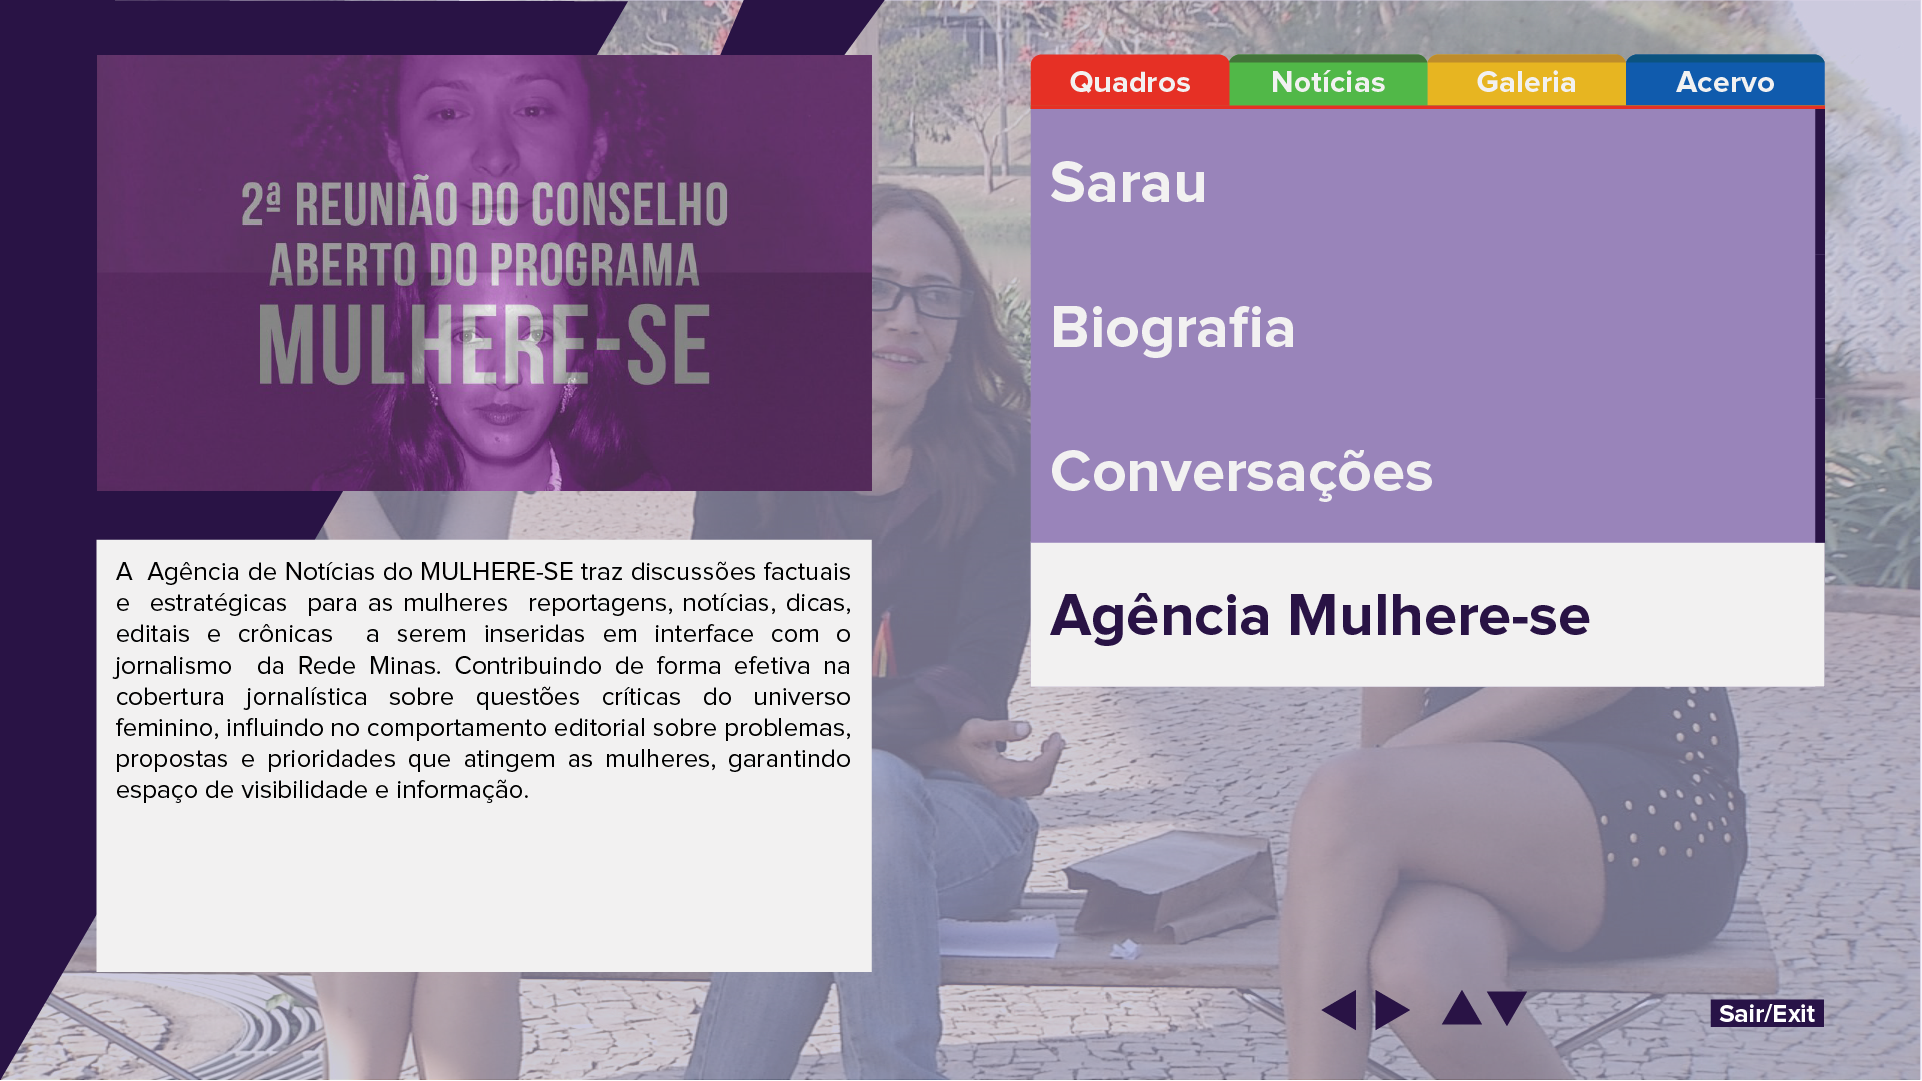 2ª REUNIÃO DO CONSELHO
ABERTO DO PROGRAMA
MULHERE-SE
A Agência de Notícias do MULHERE-SE traz discussões factuais
e estratégicas para as mulheres reportagens, notícias, dicas,
editais e crônicas a serem inseridas em interface com o
jornalismo da Rede Minas. Contribuindo de forma efetiva na
cobertura jornalística sobre questões críticas do universo
feminino, influindo no comportamento editorial sobre problemas,
propostas e prioridades que atingem as mulheres, garantindo
espaço de visibilidade e informação.
Quadros Notícias Galeria Acervo
Sarau
Biografia
Conversações
Agência Mulhere-se
Sair/Exit